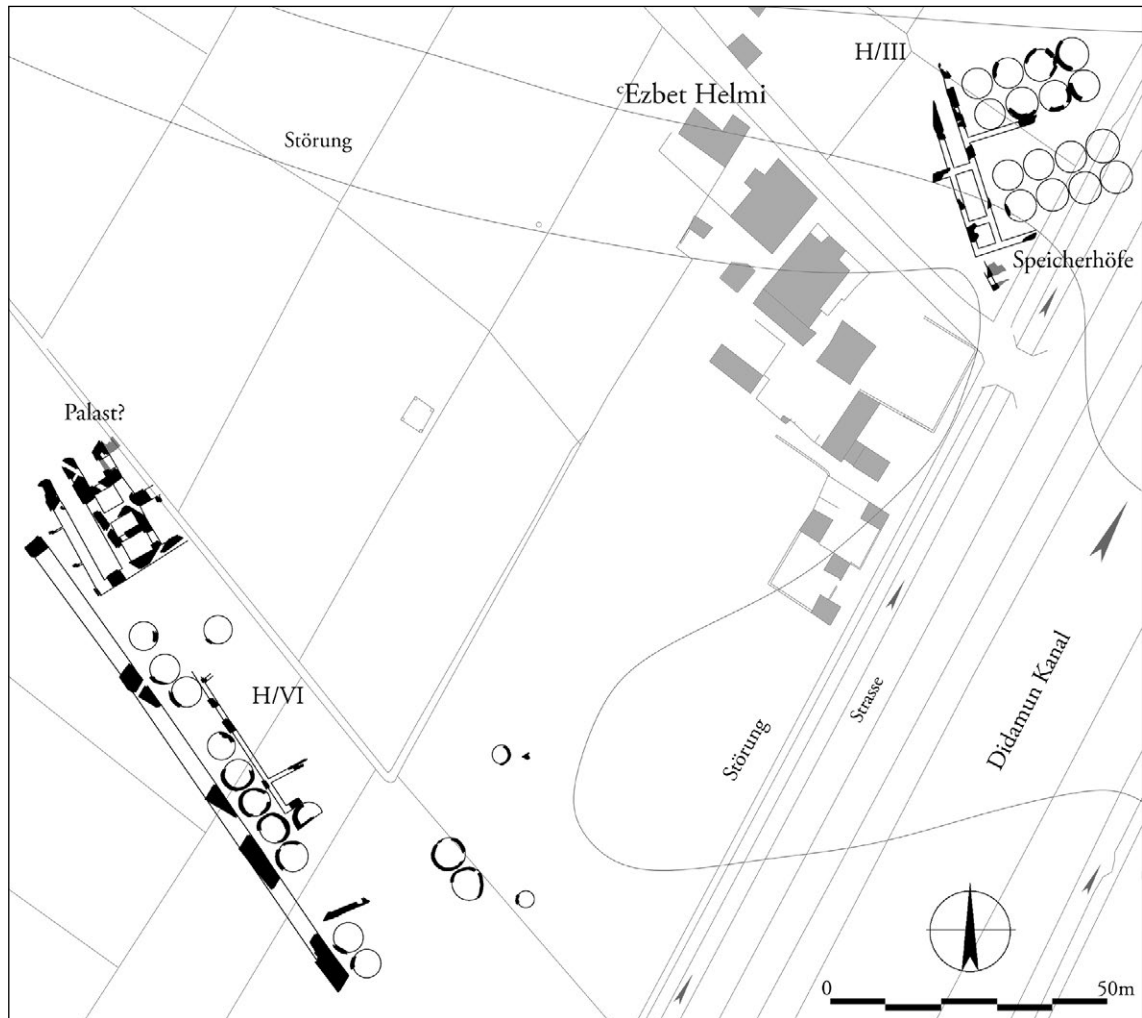 H/III
ᶜEzbet Helmi
Störung
Speicherhöfe
Palast?
H/VI
Störung
Strasse
Didamun Kanal
0 50m